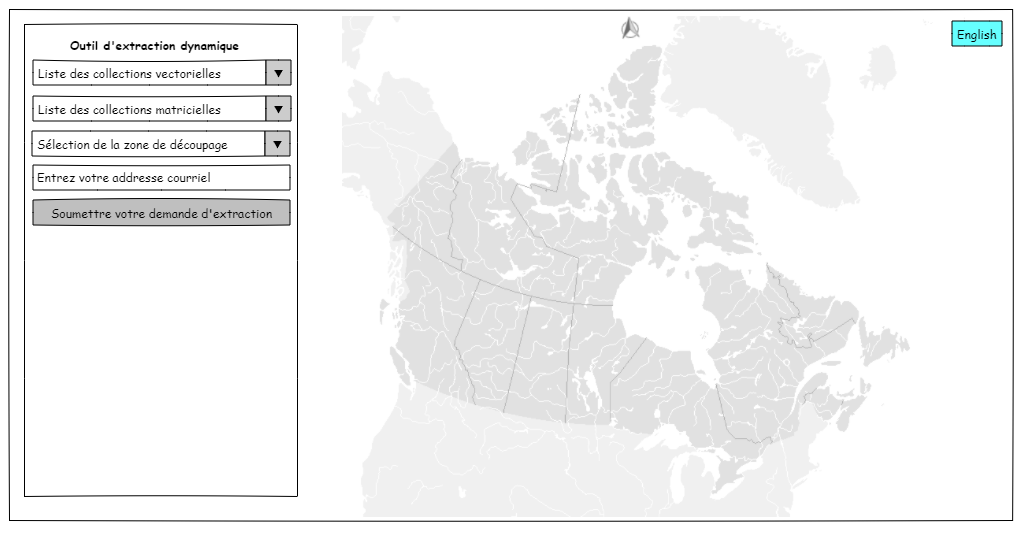 Outil d'extraction dynamique
Liste des collections vectorielles
Liste des collections matricielles
Sélection de la zone de découpage
Entrez votre addresse courriel
Soumettre votre demande d'extraction
English